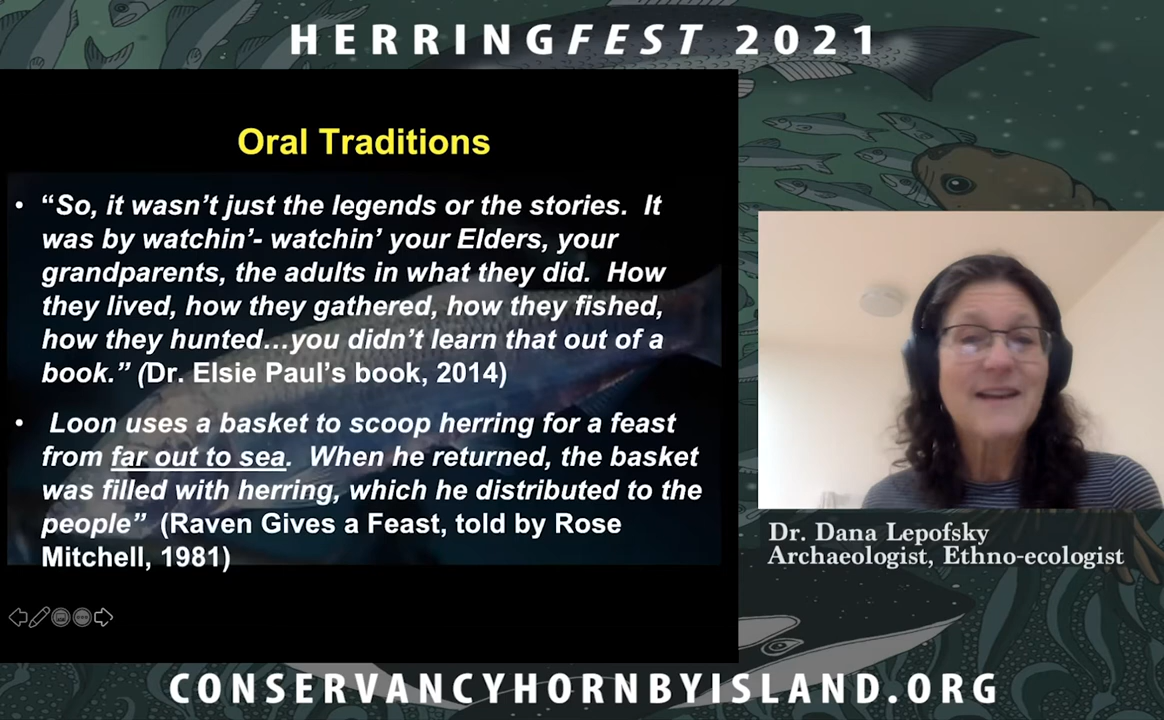 HERRINGFEST 2021
Oral Traditions
• “So, it wasn’t just the legends or the stories. It
was by watchin’- watchin’ your Elders, your
grandparents, the adults in what they did. How
they lived, how they gathered, how they fished,
how they hunted…you didn’t learn that out of a
book.” (Dr. Elsie Paul’s book, 2014)
• Loon uses a basket to scoop herring for a feast
from far out to sea. When he returned, the basket
was filled with herring, which he distributed to the
people” (Raven Gives a Feast, told by Rose
Mitchell, 1981)
Dr. Dana Lepofsky
Archaeologist, Ethno-ecologist
CONSERVANCYHORNBYISLAND.ORG